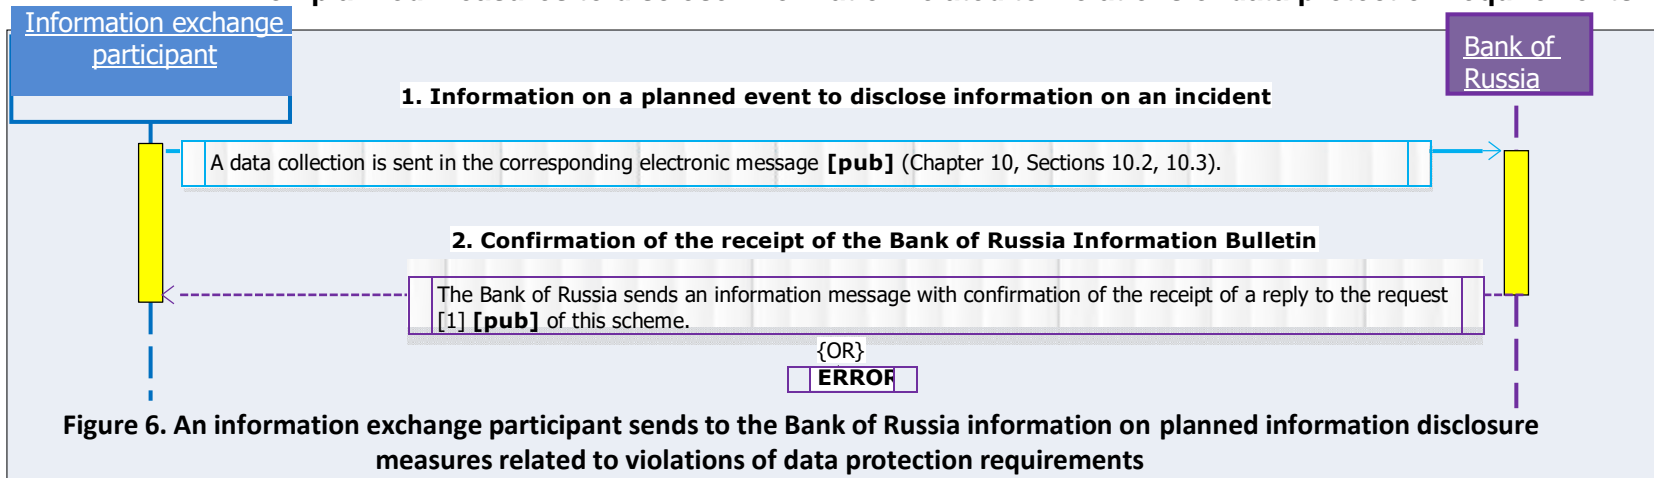 Information exchange
participant
Bank of
Russia
1. Information on a planned event to disclose information on an incident
A data collection is sent in the corresponding electronic message [pub] (Chapter 10, Sections 10.2, 10.3).
2. Confirmation of the receipt of the Bank of Russia Information Bulletin
The Bank of Russia sends an information message with confirmation of the receipt of a reply to the request
[1] [pub] of this scheme.
{OR}
ERROR
Figure 6. An information exchange participant sends to the Bank of Russia information on planned information disclosure
measures related to violations of data protection requirements